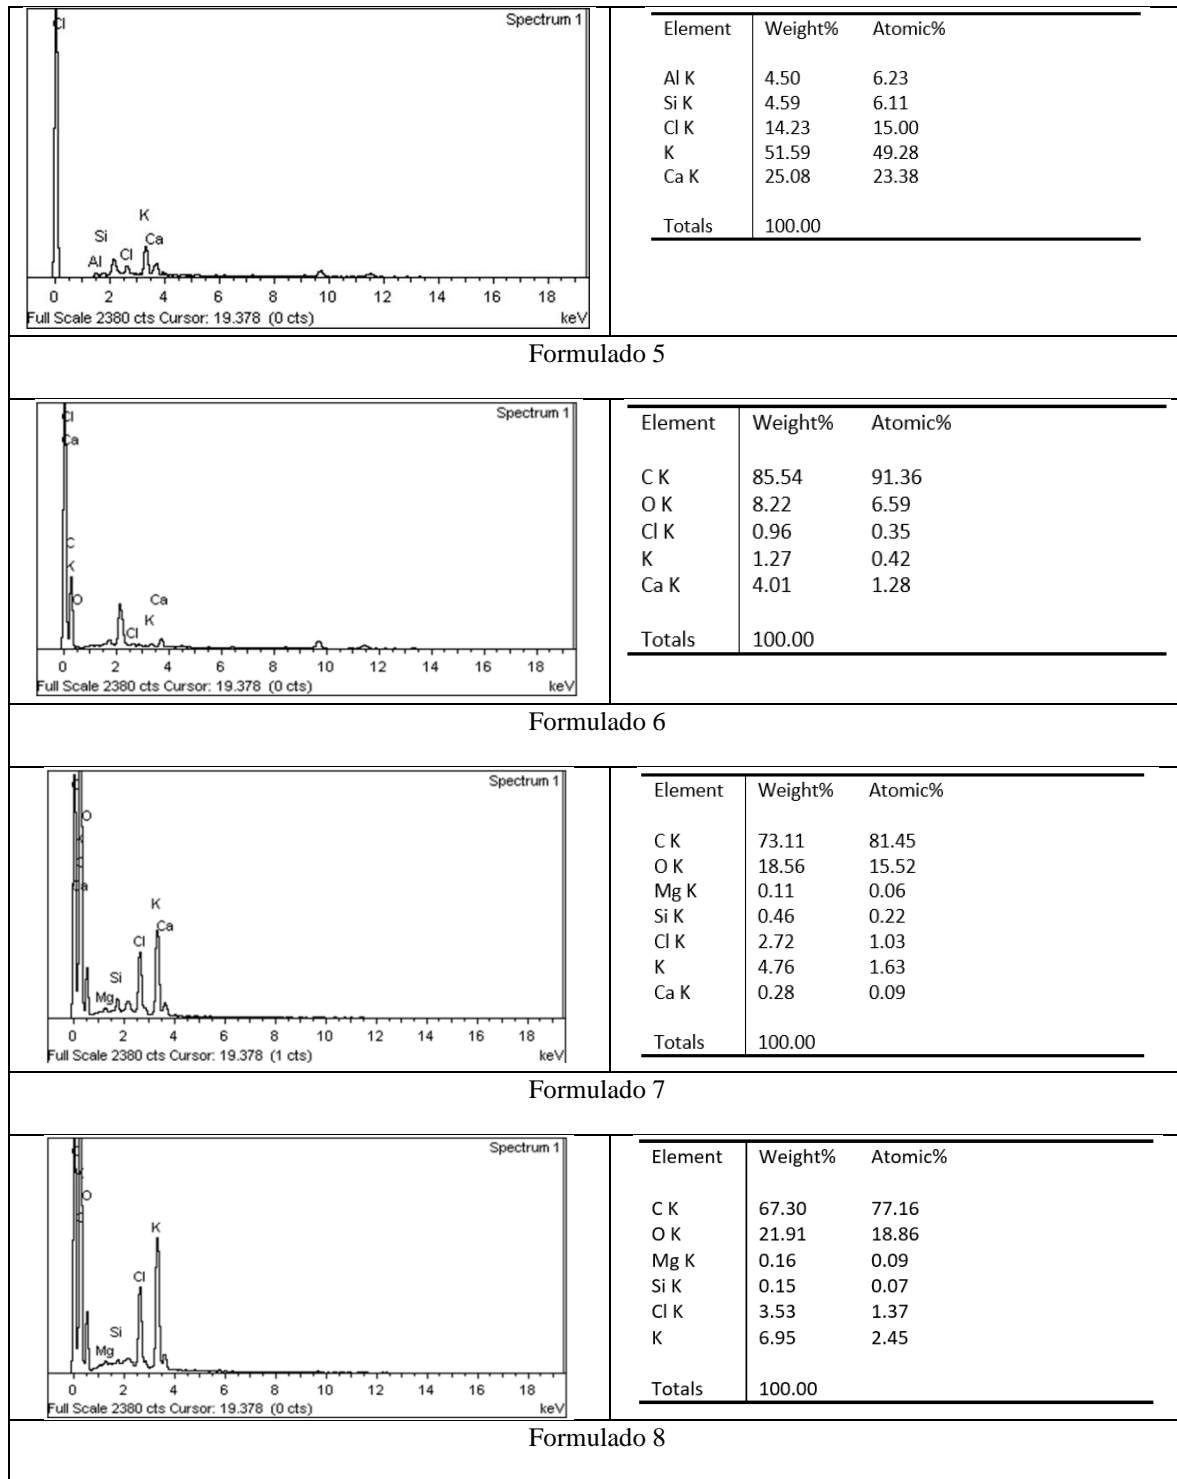 Spectrum 1
Cl
K
Si
Ca
Cl
Al
0 2 4 6 8 10 12 14 16 18
Full Scale 2380 cts Cursor: 19.378 (0 cts) keV
Element Weight% Atomic%
Al K 4.50 6.23
Si K 4.59 6.11
Cl K 14.23 15.00
K 51.59 49.28
Ca K 25.08 23.38
Totals 100.00
Formulado 5
Spectrum 1
Cl
Ca
C
K
O
Ca
K
Cl
0 2 4 6 8 10 12 14 16 18
Full Scale 2380 cts Cursor: 19.378 (0 cts) keV
Element Weight% Atomic%
C K 85.54 91.36
O K 8.22 6.59
Cl K 0.96 0.35
K 1.27 0.42
Ca K 4.01 1.28
Totals 100.00
Formulado 6
Spectrum 1
O
Ca
K
Ca
Cl
Si
Mg
0 2 4 6 8 10 12 14 16 18
Full Scale 2380 cts Cursor: 19.378 (1 cts) keV
Element Weight% Atomic%
C K 73.11 81.45
O K 18.56 15.52
Mg K 0.11 0.06
Si K 0.46 0.22
Cl K 2.72 1.03
K 4.76 1.63
Ca K 0.28 0.09
Totals 100.00
Formulado 7
Spectrum 1
O
K
Cl
Si
Mg
0 2 4 6 8 10 12 14 16 18
Full Scale 2380 cts Cursor: 19.378 (0 cts) keV
Element Weight% Atomic%
C K 67.30 77.16
O K 21.91 18.86
Mg K 0.16 0.09
Si K 0.15 0.07
Cl K 3.53 1.37
K 6.95 2.45
Totals 100.00
Formulado 8